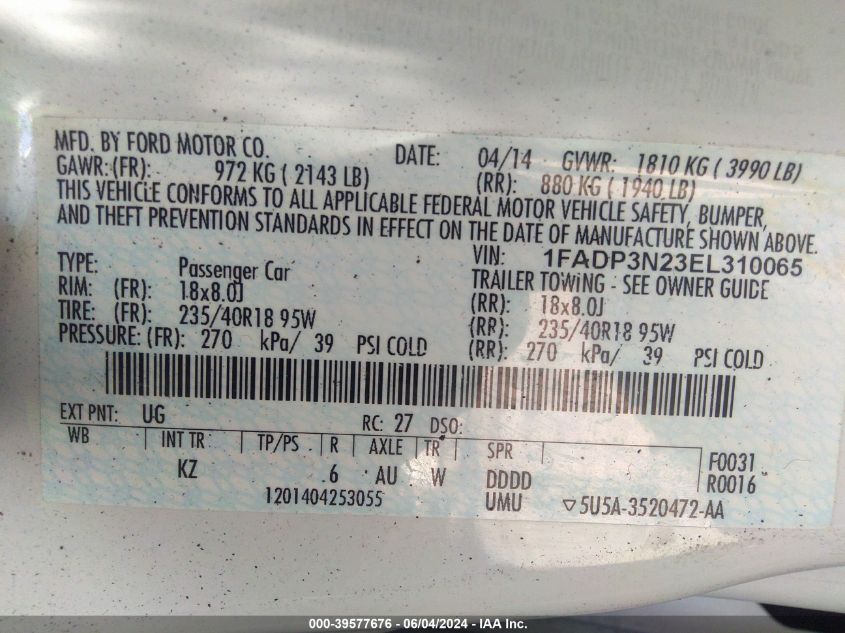 MFD. BY FORD MOTOR CO. DATE: 04/14 GVWR: 1810 KG ( 3990 LB)
GAWR:(FR): 972 KG ( 2143 LB) (RR): 880 KG ( 1940 LB)
THIS VEHICLE CONFORMS TO ALL APPLICABLE FEDERAL MOTOR VEHICLE SAFETY, BUMPER,
AND THEFT PREVENTION STANDARDS IN EFFECT ON THE DATE OF MANUFACTURE SHOWN ABOVE.
VIN: 1FADP3N23EL310065
TYPE: Passenger Car TRAILER TOWING - SEE OWNER GUIDE
RIM: (FR): 18x8.0J (RR): 18x8.0J
TIRE: (FR): 235/40R18 95W (RR): 235/40R18 95W
PRESSURE: (FR): 270 kPa/ 39 PSI COLD (RR): 270 kPa/ 39 PSI COLD
EXT PNT: UG RC: 27 DSO:
WB INT TR TP/PS R AXLE TR SPR F0031
KZ 6 AU W DDDD R0016
1201404253055 UMU ▽5U5A-3520472-AA
000-39577676 - 06/04/2024 - IAA Inc.